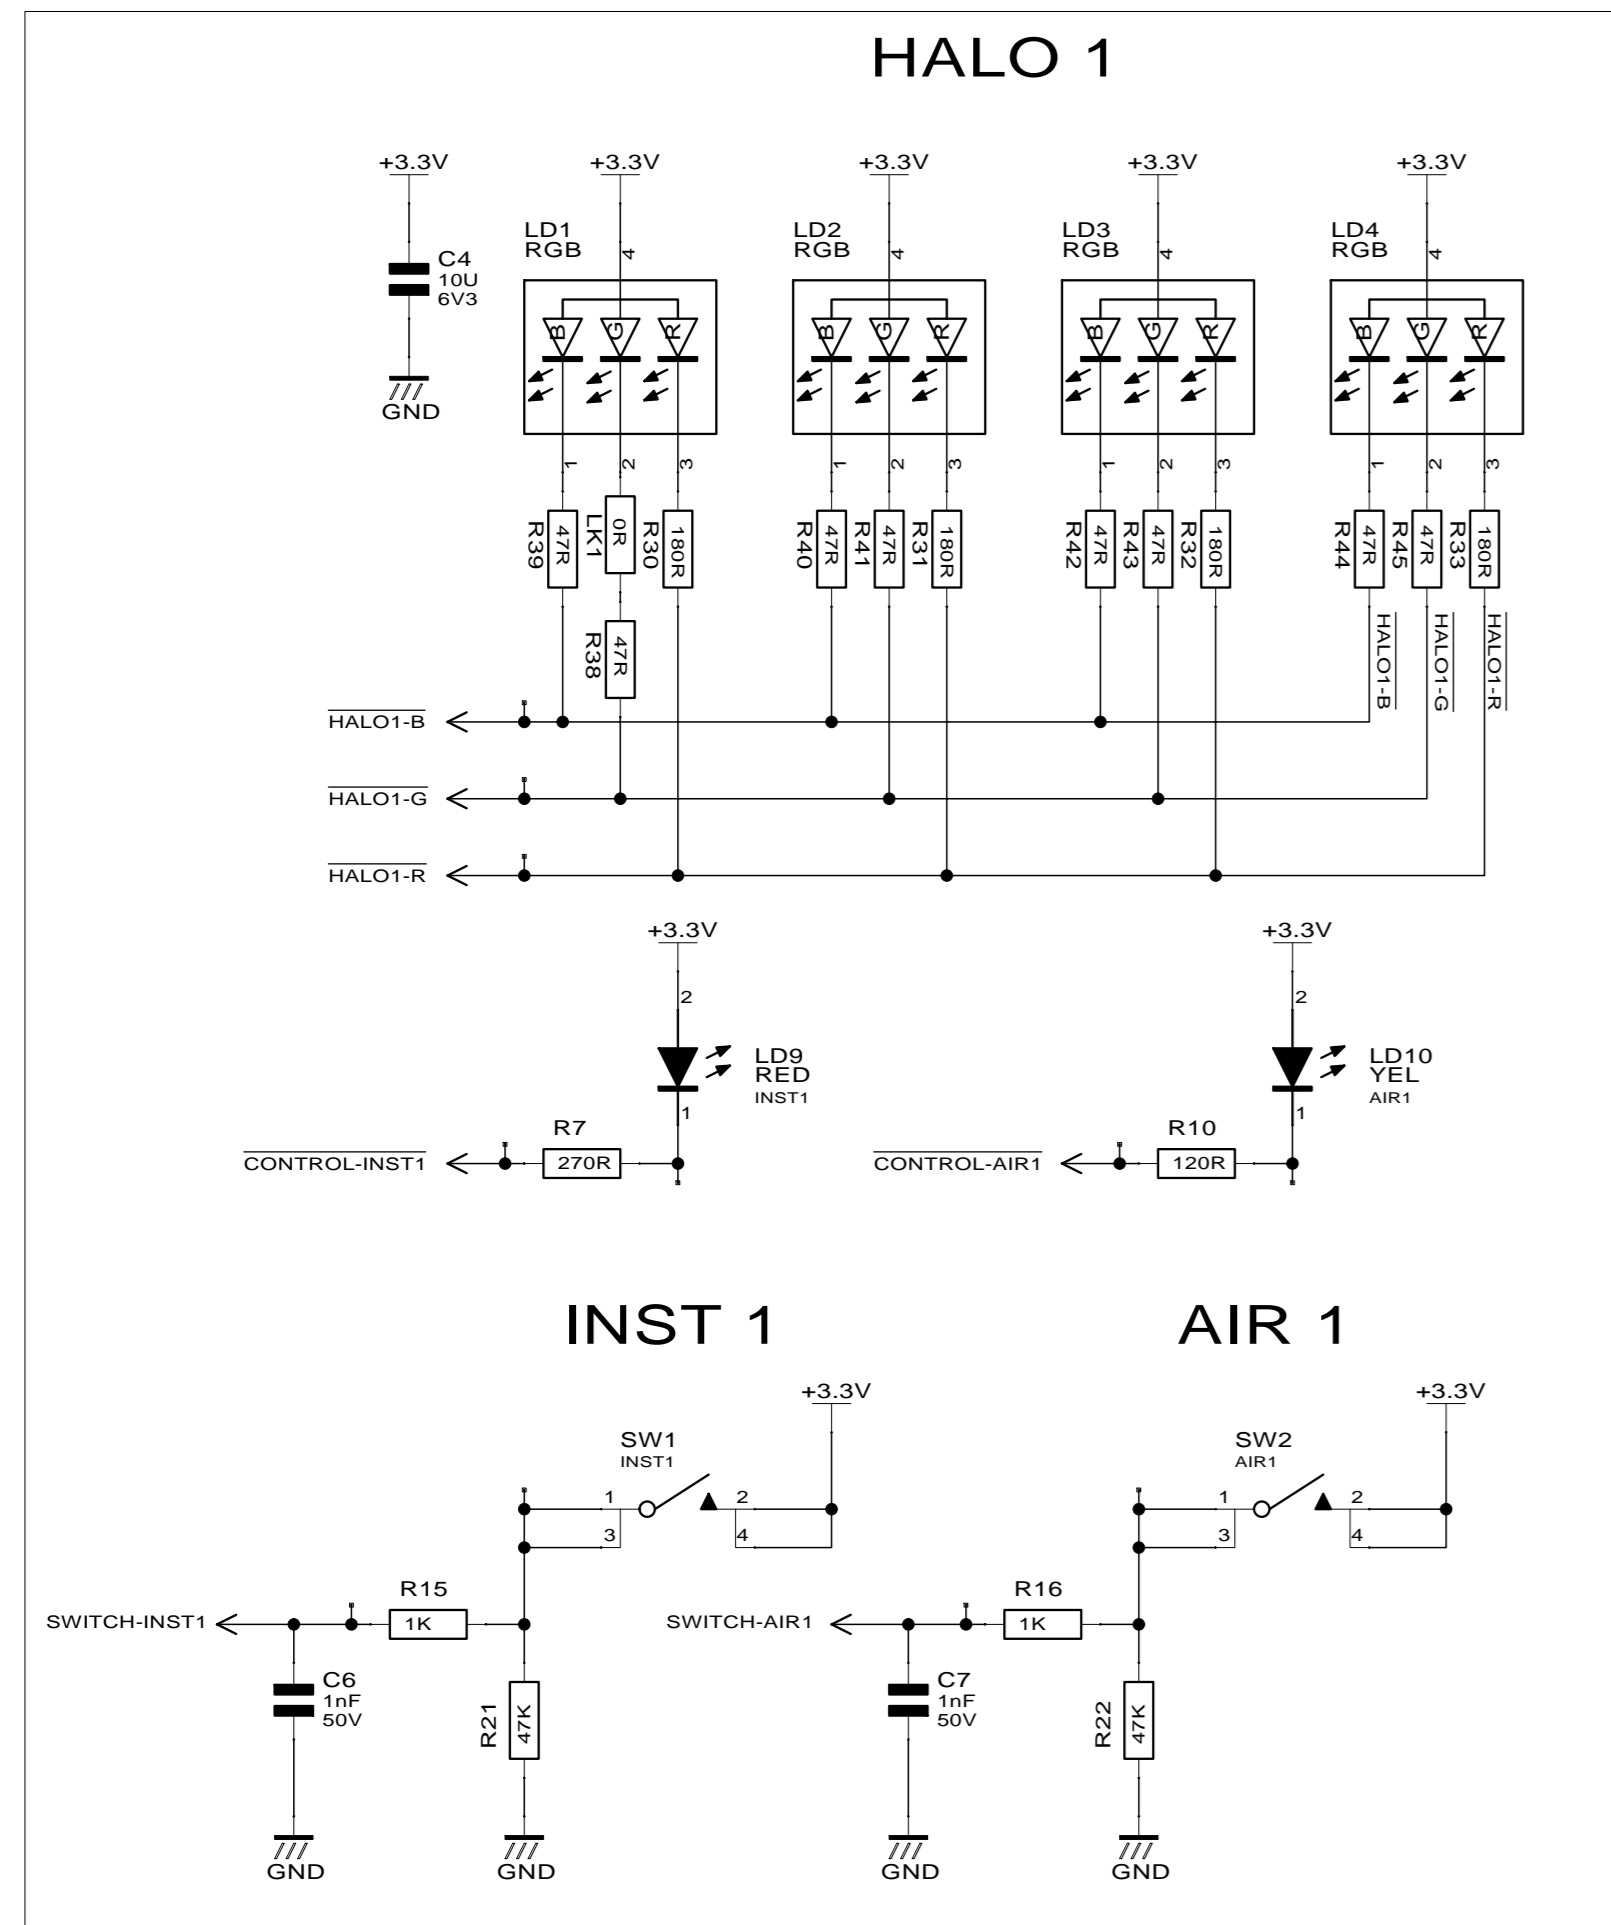 HALO 1
+3.3V +3.3V +3.3V +3.3V +3.3V
LD1 LD2 LD3 LD4
RGB RGB RGB RGB
4 4 4 4
C4
10U
6V3
GND
B G R B G R B G R B G R
1 2 3 1 2 3 1 2 3 1 2 3
R39 47R LK1 0R R30 180R R40 47R R41 47R R31 180R R42 47R R43 47R R32 180R R44 47R R45 47R R33 180R
R38 47R
HALO1-B HALO1-G HALO1-R
HALO1-B
HALO1-G
HALO1-R
+3.3V +3.3V
2 2
LD9 LD10
RED YEL
INST1 AIR1
1 1
R7 R10
CONTROL-INST1 270R CONTROL-AIR1 120R
INST 1 AIR 1
+3.3V +3.3V
SW1 SW2
INST1 AIR1
1 2 1 2
3 4 3 4
R15 R16
SWITCH-INST1 1K SWITCH-AIR1 1K
C6 C7
1nF 1nF
50V 50V
R21 47K R22 47K
GND GND GND GND